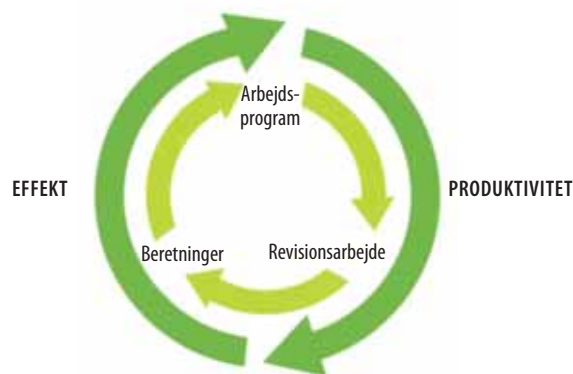 Arbejds-
program
EFFEKT
PRODUKTIVITET
Beretninger
Revisionsarbejde